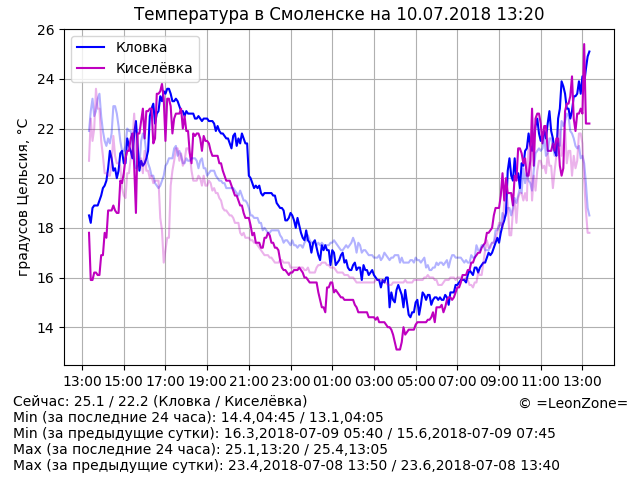 Температура в Смоленске на 10.07.2018 13:20
Кловка
Киселёвка
градусов Цельсия, °C
26
24
22
20
18
16
14
13:00 15:00 17:00 19:00 21:00 23:00 01:00 03:00 05:00 07:00 09:00 11:00 13:00
Сейчас: 25.1 / 22.2 (Кловка / Киселёвка)
© =LeonZone=
Min (за последние 24 часа): 14.4,04:45 / 13.1,04:05
Min (за предыдущие сутки): 16.3,2018-07-09 05:40 / 15.6,2018-07-09 07:45
Max (за последние 24 часа): 25.1,13:20 / 25.4,13:05
Max (за предыдущие сутки): 23.4,2018-07-08 13:50 / 23.6,2018-07-08 13:40